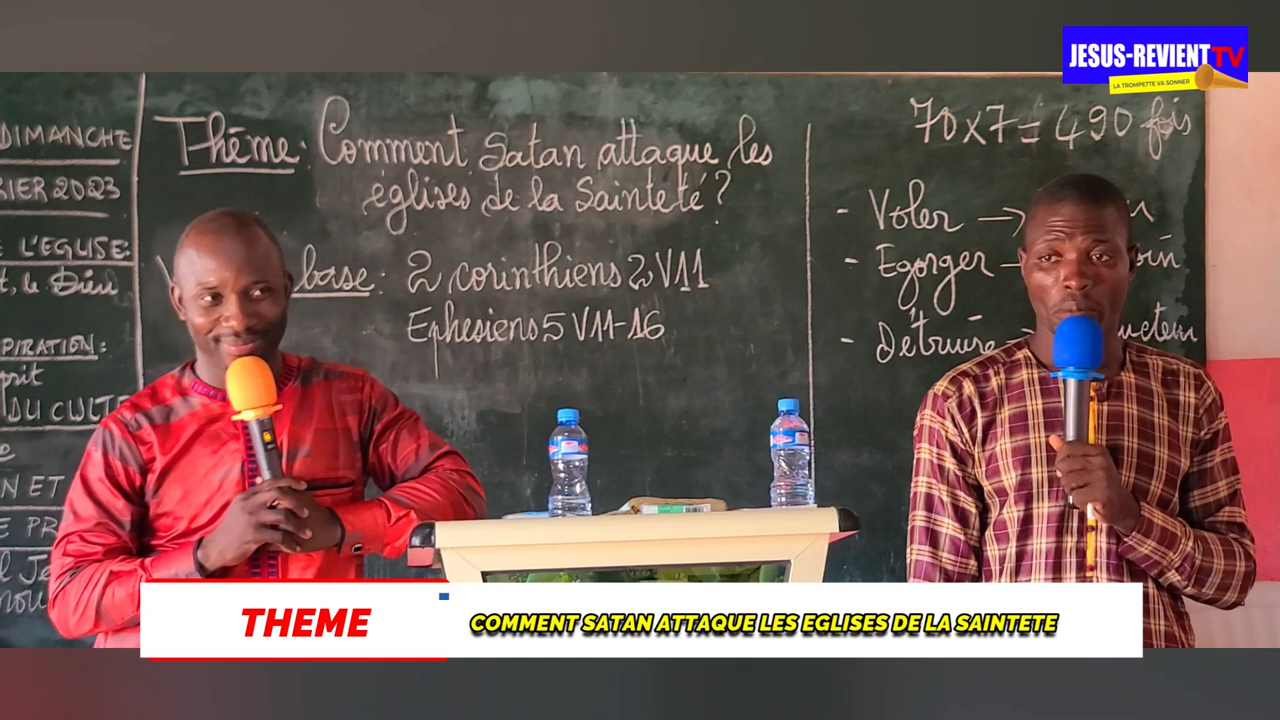 JESUS-REVIENT TV
LA TROMPETTE VA SONNER
DIMANCHE
RIER 2023
E L'EGLISE:
t, le Dieu
PIRATION:
prit
DU CULTE
N ET
E PR
Thème: Comment Satan attaque les
églises de la Sainteté?
base: 2 corinthiens 2 V11
Ephesiens 5 V11-16
70x7 = 490 fois
- Voler →
- Egorger →
- Détruire →
THEME
COMMENT SATAN ATTAQUE LES EGLISES DE LA SAINTETE